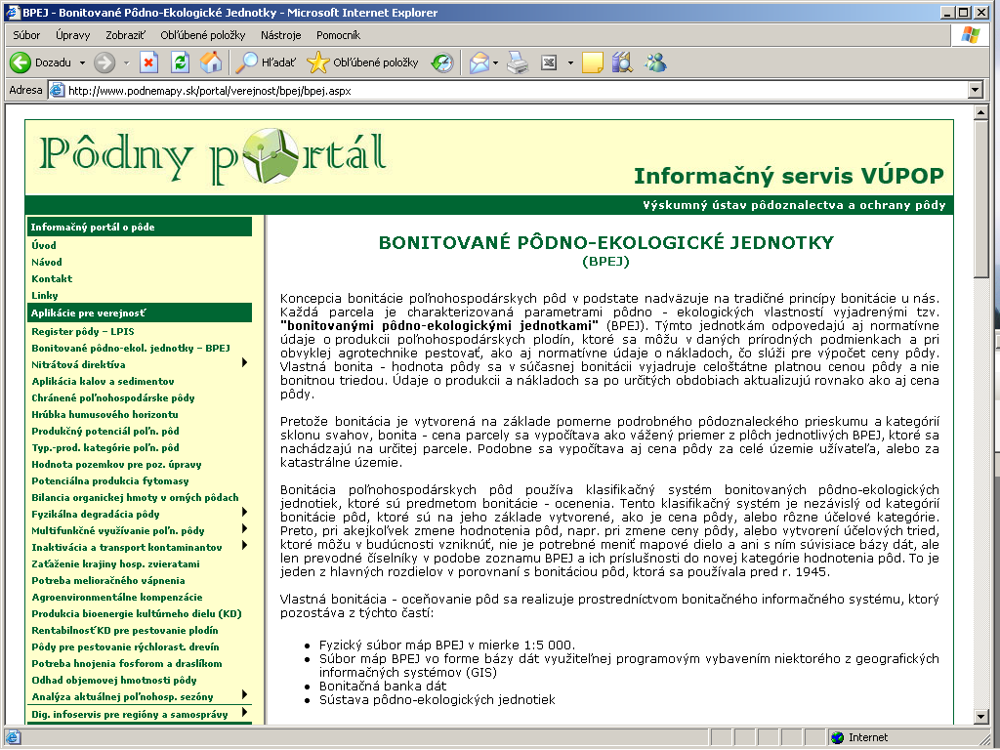 BPEJ - Bonitované Pôdno-Ekologické Jednotky - Microsoft Internet Explorer
Súbor Úpravy Zobraziť Obľúbené položky Nástroje Pomocník
Dozadu Hľadať Obľúbené položky
Adresa http://www.podnemapy.sk/portal/verejnost/bpej/bpej.aspx
Pôdny portál
Informačný servis VÚPOP
Výskumný ústav pôdoznalectva a ochrany pôdy
Informačný portál o pôde
Úvod
Návod
Kontakt
Linky
Aplikácie pre verejnosť
Register pôdy – LPIS
Bonitované pôdno-ekol. jednotky – BPEJ
Nitrátová direktíva
Aplikácia kalov a sedimentov
Chránené poľnohospodárske pôdy
Hrúbka humusového horizontu
Produkčný potenciál poľn. pôd
Typ.-prod. kategórie poľn. pôd
Hodnota pozemkov pre poz. úpravy
Potenciálna produkcia fytomasy
Bilancia organickej hmoty v orných pôdach
Fyzikálna degradácia pôdy
Multifunkčné využívanie poľn. pôdy
Inaktivácia a transport kontaminantov
Zaťaženie krajiny hosp. zvieratami
Potreba melioračného vápnenia
Agroenvironmentálne kompenzácie
Produkcia bioenergie kultúrneho dielu (KD)
Rentabilnosť KD pre pestovanie plodín
Pôdy pre pestovanie rýchlorast. drevín
Potreba hnojenia fosforom a draslíkom
Odhad objemovej hmotnosti pôdy
Analýza aktuálnej poľnohosp. sezóny
Dig. infoservis pre regióny a samosprávy
BONITOVANÉ PÔDNO-EKOLOGICKÉ JEDNOTKY
(BPEJ)
Koncepcia bonitácie poľnohospodárskych pôd v podstate nadväzuje na tradičné princípy bonitácie u nás.
Každá parcela je charakterizovaná parametrami pôdno - ekologických vlastností vyjadrenými tzv.
"bonitovanými pôdno-ekologickými jednotkami" (BPEJ). Týmto jednotkám odpovedajú aj normatívne
údaje o produkcii poľnohospodárskych plodín, ktoré sa môžu v daných prírodných podmienkach a pri
obvyklej agrotechnike pestovať, ako aj normatívne údaje o nákladoch, čo slúži pre výpočet ceny pôdy.
Vlastná bonita - hodnota pôdy sa v súčasnej bonitácii vyjadruje celoštátne platnou cenou pôdy a nie
bonitnou triedou. Údaje o produkcii a nákladoch sa po určitých obdobiach aktualizujú rovnako ako aj cena
pôdy.
Pretože bonitácia je vytvorená na základe pomerne podrobného pôdoznaleckého prieskumu a kategórií
sklonu svahov, bonita - cena parcely sa vypočítava ako vážený priemer z plôch jednotlivých BPEJ, ktoré sa
nachádzajú na určitej parcele. Podobne sa vypočítava aj cena pôdy za celé územie užívateľa, alebo za
katastrálne územie.
Bonitácia poľnohospodárskych pôd používa klasifikačný systém bonitovaných pôdno-ekologických
jednotiek, ktoré sú predmetom bonitácie - ocenenia. Tento klasifikačný systém je nezávislý od kategórií
bonitácie pôd, ktoré sú na jeho základe vytvorené, ako je cena pôdy, alebo rôzne účelové kategórie.
Preto, pri akejkoľvek zmene hodnotenia pôd, napr. pri zmene ceny pôdy, alebo vytvorení účelových tried,
ktoré môžu v budúcnosti vzniknúť, nie je potrebné meniť mapové dielo a ani s ním súvisiace bázy dát, ale
len prevodné číselníky v podobe zoznamu BPEJ a ich príslušnosti do novej kategórie hodnotenia pôd. To je
jeden z hlavných rozdielov v porovnaní s bonitáciou pôd, ktorá sa používala pred r. 1945.
Vlastná bonitácia - oceňovanie pôd sa realizuje prostredníctvom bonitačného informačného systému, ktorý
pozostáva z týchto častí:
• Fyzický súbor máp BPEJ v mierke 1:5 000.
• Súbor máp BPEJ vo forme bázy dát využiteľnej programovým vybavením niektorého z geografických
informačných systémov (GIS)
• Bonitačná banka dát
• Sústava pôdno-ekologických jednotiek
Internet